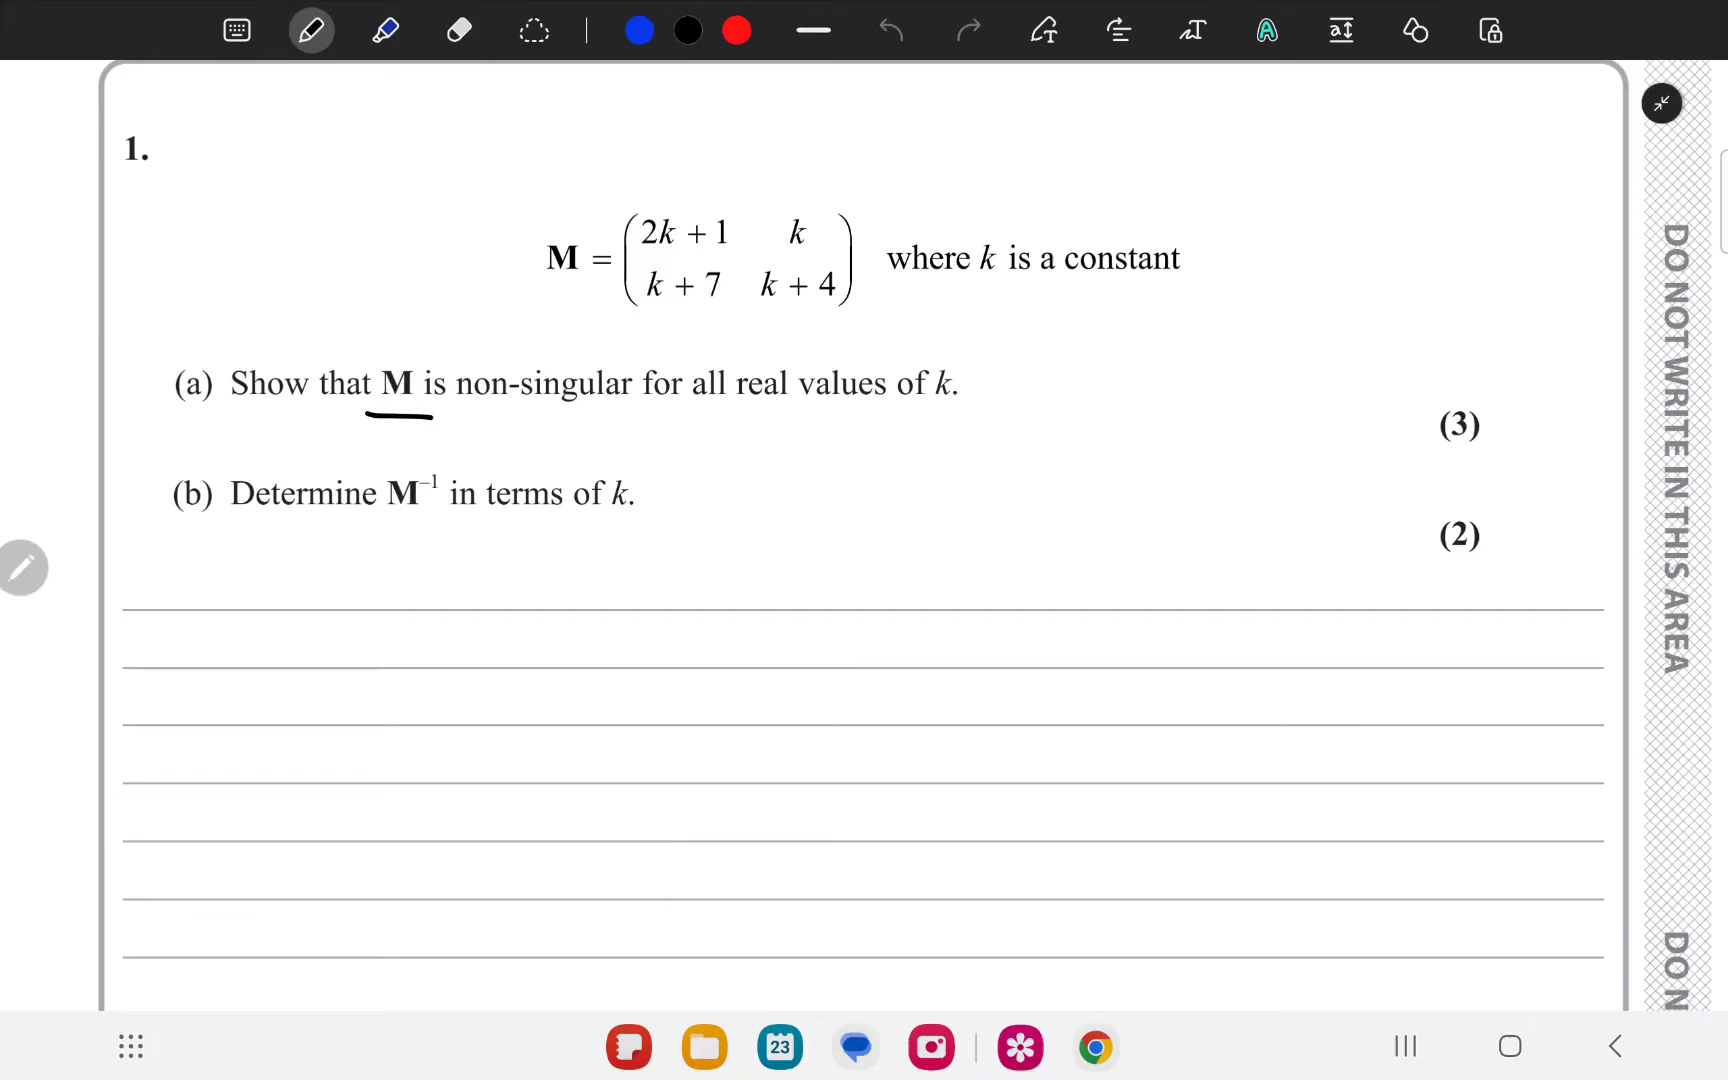 1.
M = ( 2k + 1 k
k + 7 k + 4 ) where k is a constant
(a) Show that M is non-singular for all real values of k.
(3)
(b) Determine M⁻¹ in terms of k.
(2)
DO NOT WRITE IN THIS AREA
DO N
A
aI
T
23